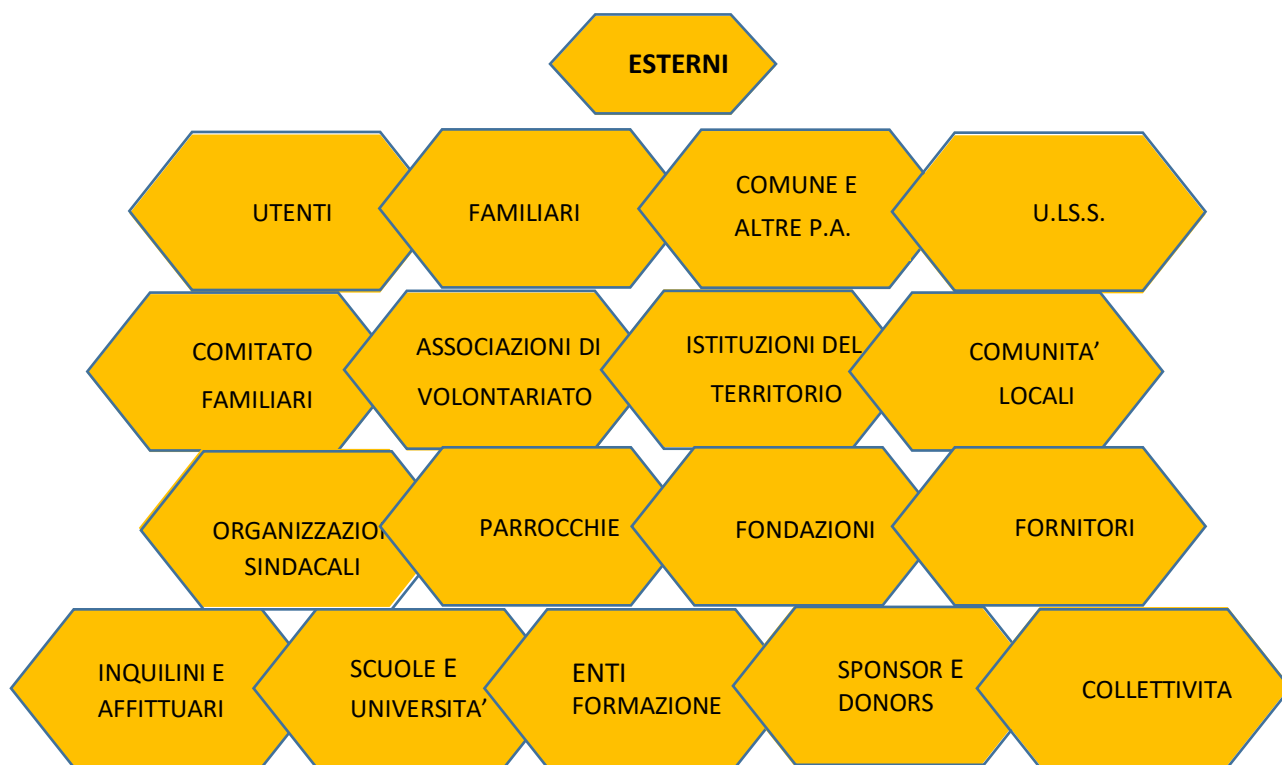 ESTERNI
UTENTI
FAMILIARI
COMUNE E
ALTRE P.A.
U.LS.S.
COMITATO
FAMILIARI
ASSOCIAZIONI DI
VOLONTARIATO
ISTITUZIONI DEL
TERRITORIO
COMUNITA’
LOCALI
ORGANIZZAZIO
SINDACALI
PARROCCHIE
FONDAZIONI
FORNITORI
INQUILINI E
AFFITTUARI
SCUOLE E
UNIVERSITA’
ENTI
FORMAZIONE
SPONSOR E
DONORS
COLLETTIVITA